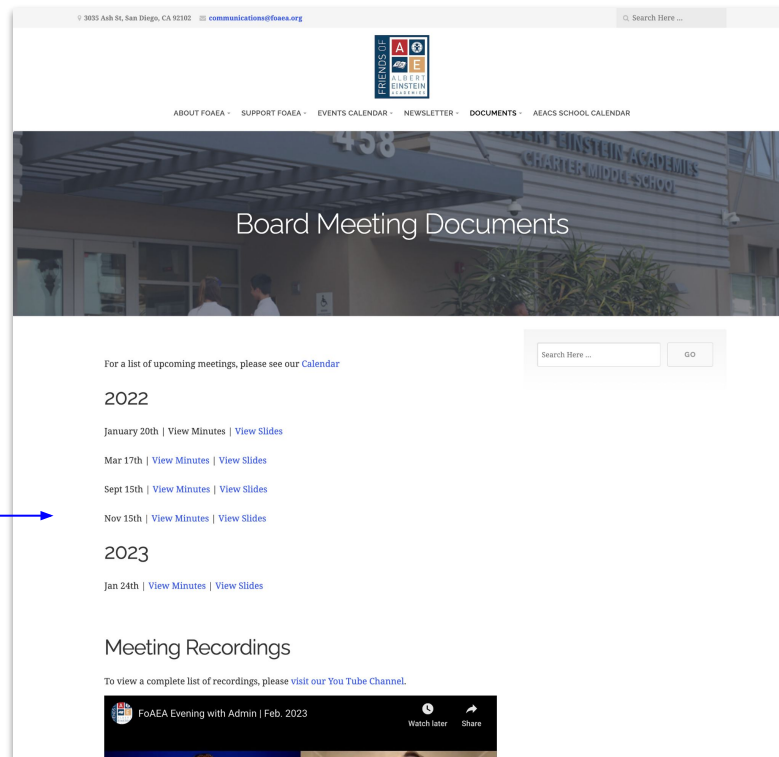 3035 Ash St, San Diego, CA 92102 communications@foaea.org
Search Here ...
FRIENDS OF
A
A E
ALBERT
EINSTEIN
ACADEMIES
ABOUT FOAEA SUPPORT FOAEA EVENTS CALENDAR NEWSLETTER DOCUMENTS AEACS SCHOOL CALENDAR
458
ALBERT EINSTEIN ACADEMIES
CHARTER MIDDLE SCHOOL
Board Meeting Documents
Search Here ... GO
For a list of upcoming meetings, please see our Calendar
2022
January 20th | View Minutes | View Slides
Mar 17th | View Minutes | View Slides
Sept 15th | View Minutes | View Slides
Nov 15th | View Minutes | View Slides
2023
Jan 24th | View Minutes | View Slides
Meeting Recordings
To view a complete list of recordings, please visit our You Tube Channel.
FoAEA Evening with Admin | Feb. 2023
Watch later Share